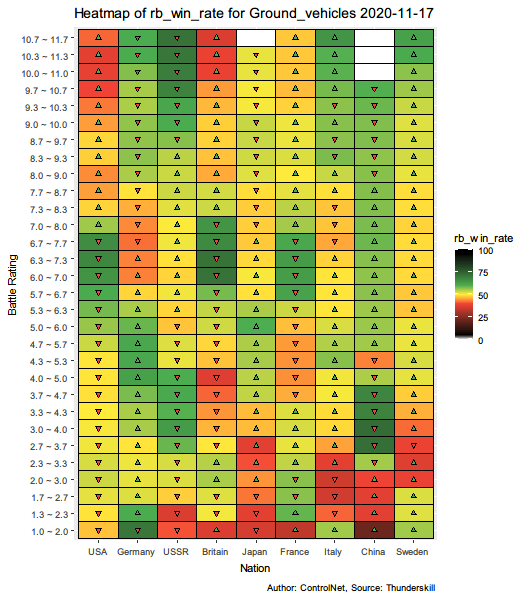 Heatmap of rb_win_rate for Ground_vehicles 2020-11-17
10.7 ~ 11.7
10.3 ~ 11.3
10.0 ~ 11.0
9.7 ~ 10.7
9.3 ~ 10.3
9.0 ~ 10.0
8.7 ~ 9.7
8.3 ~ 9.3
8.0 ~ 9.0
7.7 ~ 8.7
7.3 ~ 8.3
7.0 ~ 8.0
6.7 ~ 7.7
6.3 ~ 7.3
6.0 ~ 7.0
5.7 ~ 6.7
5.3 ~ 6.3
5.0 ~ 6.0
4.7 ~ 5.7
4.3 ~ 5.3
4.0 ~ 5.0
3.7 ~ 4.7
3.3 ~ 4.3
3.0 ~ 4.0
2.7 ~ 3.7
2.3 ~ 3.3
2.0 ~ 3.0
1.7 ~ 2.7
1.3 ~ 2.3
1.0 ~ 2.0
Battle Rating
USA Germany USSR Britain Japan France Italy China Sweden
Nation
rb_win_rate
100
75
50
25
0
Author: ControlNet, Source: Thunderskill